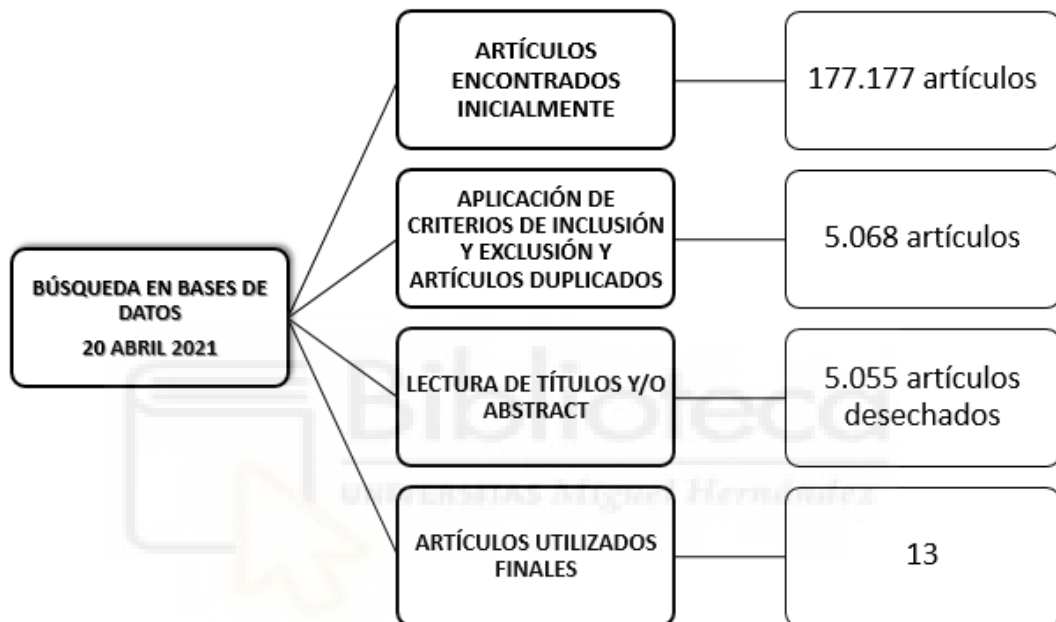 ARTÍCULOS
ENCONTRADOS
INICIALMENTE
177.177 artículos
APLICACIÓN DE
CRITERIOS DE INCLUSIÓN
Y EXCLUSIÓN Y
ARTÍCULOS DUPLICADOS
5.068 artículos
BÚSQUEDA EN BASES DE
DATOS
20 ABRIL 2021
LECTURA DE TÍTULOS Y/O
ABSTRACT
5.055 artículos
desechados
Biblioteca
UNIVERSITAS Miguel Hernández
ARTÍCULOS UTILIZADOS
FINALES
13